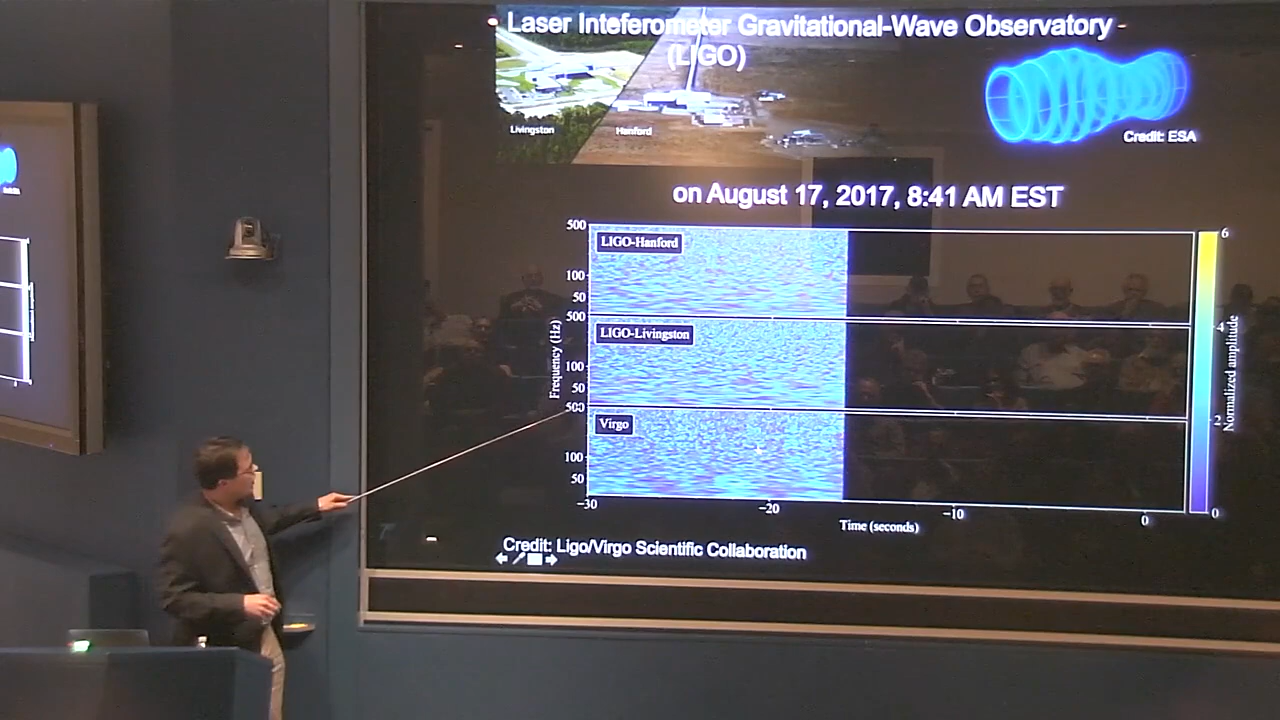 Laser Inteferometer Gravitational-Wave Observatory
(LIGO)
Livingston
Hanford
Credit: ESA
on August 17, 2017, 8:41 AM EST
500
LIGO-Hanford
100
50
500
LIGO-Livingston
100
50
500
Virgo
100
50
Frequency (Hz)
−30
−20
−10
0
Time (seconds)
6
4
2
0
Normalized amplitude
Credit: Ligo/Virgo Scientific Collaboration